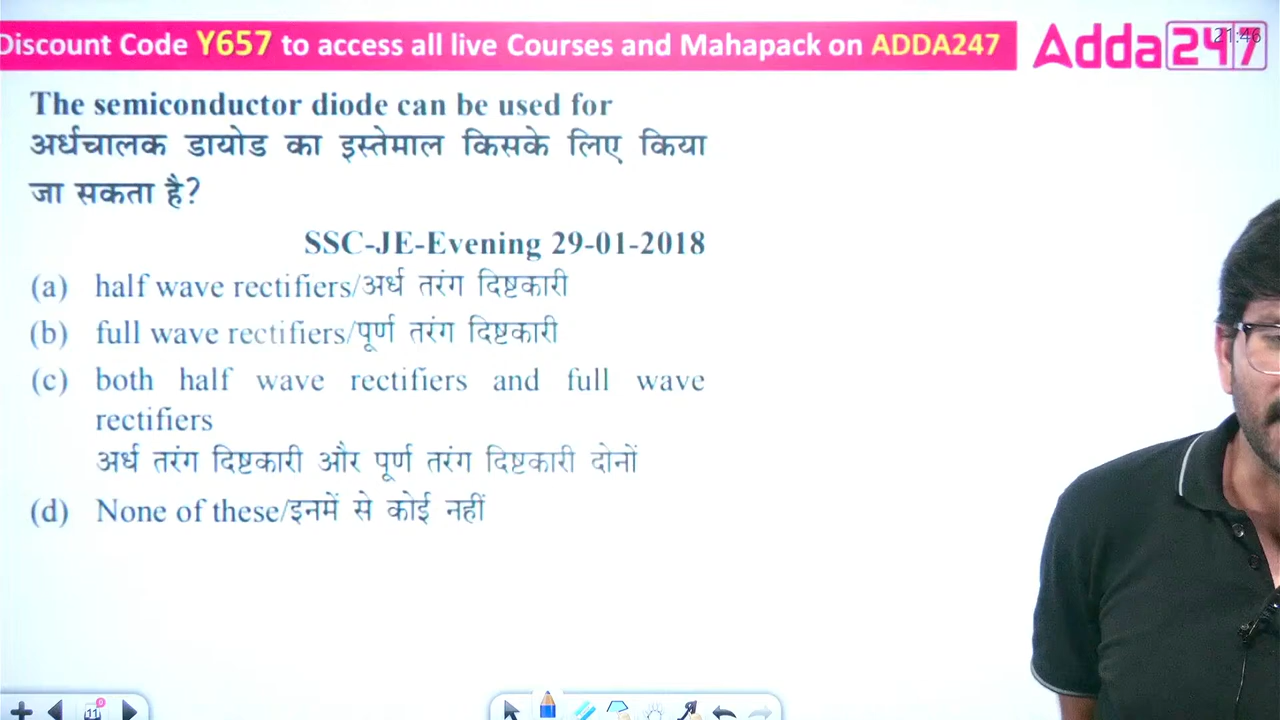 Discount Code Y657 to access all live Courses and Mahapack on ADDA247
Adda247
21:46
The semiconductor diode can be used for
अर्धचालक डायोड का इस्तेमाल किसके लिए किया
जा सकता है?
SSC-JE-Evening 29-01-2018
(a) half wave rectifiers/अर्ध तरंग दिष्टकारी
(b) full wave rectifiers/पूर्ण तरंग दिष्टकारी
(c) both half wave rectifiers and full wave
rectifiers
अर्ध तरंग दिष्टकारी और पूर्ण तरंग दिष्टकारी दोनों
(d) None of these/इनमें से कोई नहीं
11